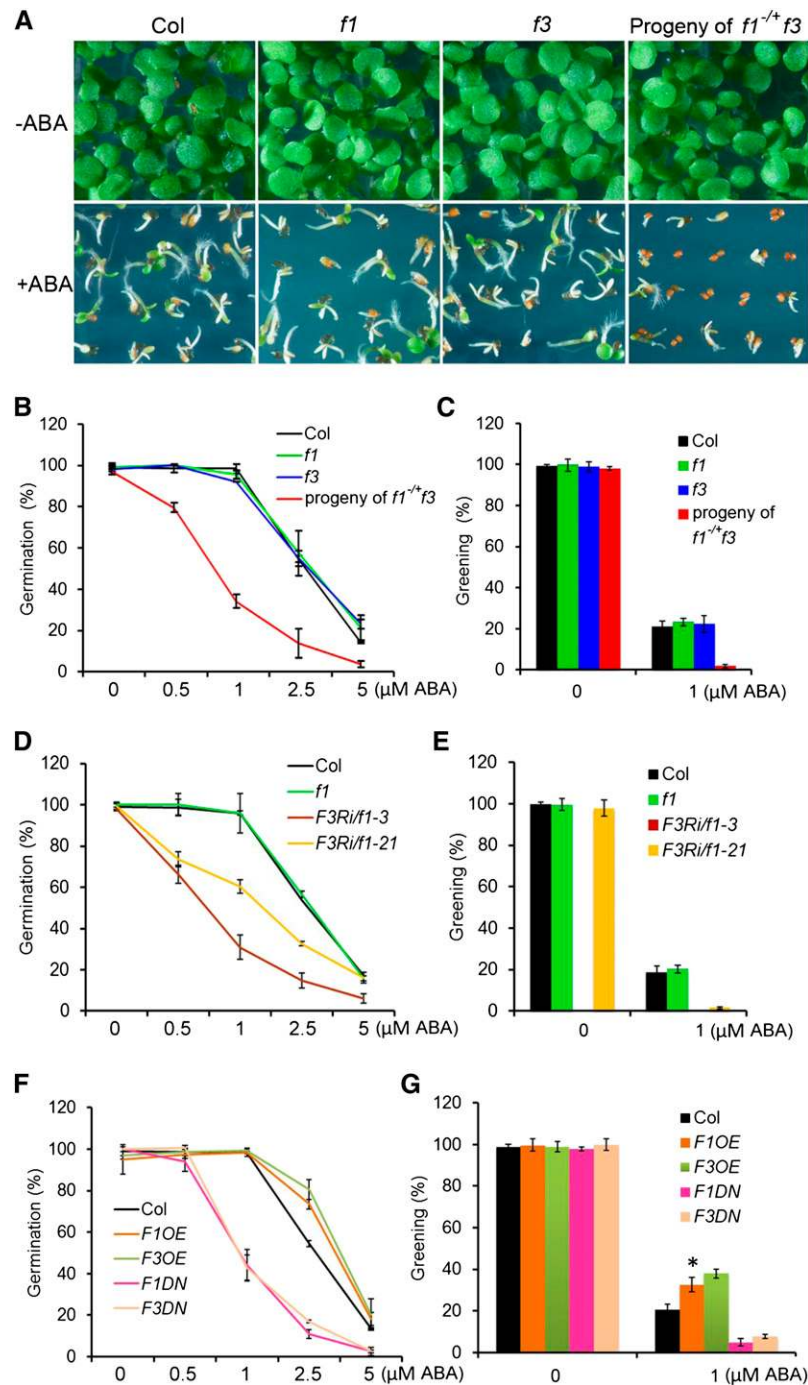 A
Col
f1
f3
Progeny of f1-/+f3
-ABA
+ABA
B
120
100
80
60
40
20
0
Germination (%)
Col
f1
f3
progeny of f1-/+f3
0 0.5 1 2.5 5 (μM ABA)
C
120
100
80
60
40
20
0
Greening (%)
Col
f1
f3
progeny of
f1-/+f3
0 1 (μM ABA)
D
120
100
80
60
40
20
0
Germination (%)
Col
f1
F3Ri/f1-3
F3Ri/f1-21
0 0.5 1 2.5 5 (μM ABA)
E
120
100
80
60
40
20
0
Greening (%)
Col
f1
F3Ri/f1-3
F3Ri/f1-21
0 1 (μM ABA)
F
120
100
80
60
40
20
0
Germination (%)
Col
F1OE
F3OE
F1DN
F3DN
0 0.5 1 2.5 5 (μM ABA)
G
120
100
80
60
40
20
0
Greening (%)
Col
F1OE
F3OE
F1DN
F3DN
*
0 1 (μM ABA)